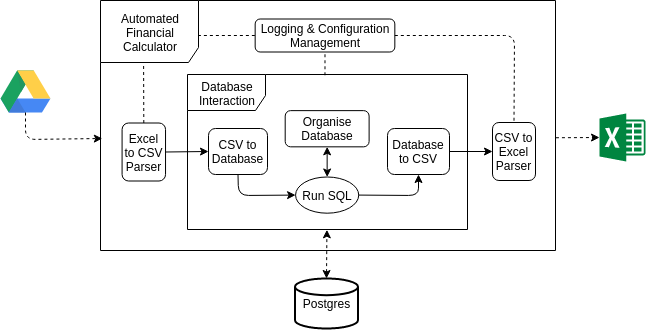 Automated
Financial
Calculator
Logging & Configuration
Management
Database
Interaction
Excel
to CSV
Parser
CSV to
Database
Organise
Database
Run SQL
Database
to CSV
CSV to
Excel
Parser
X
Postgres